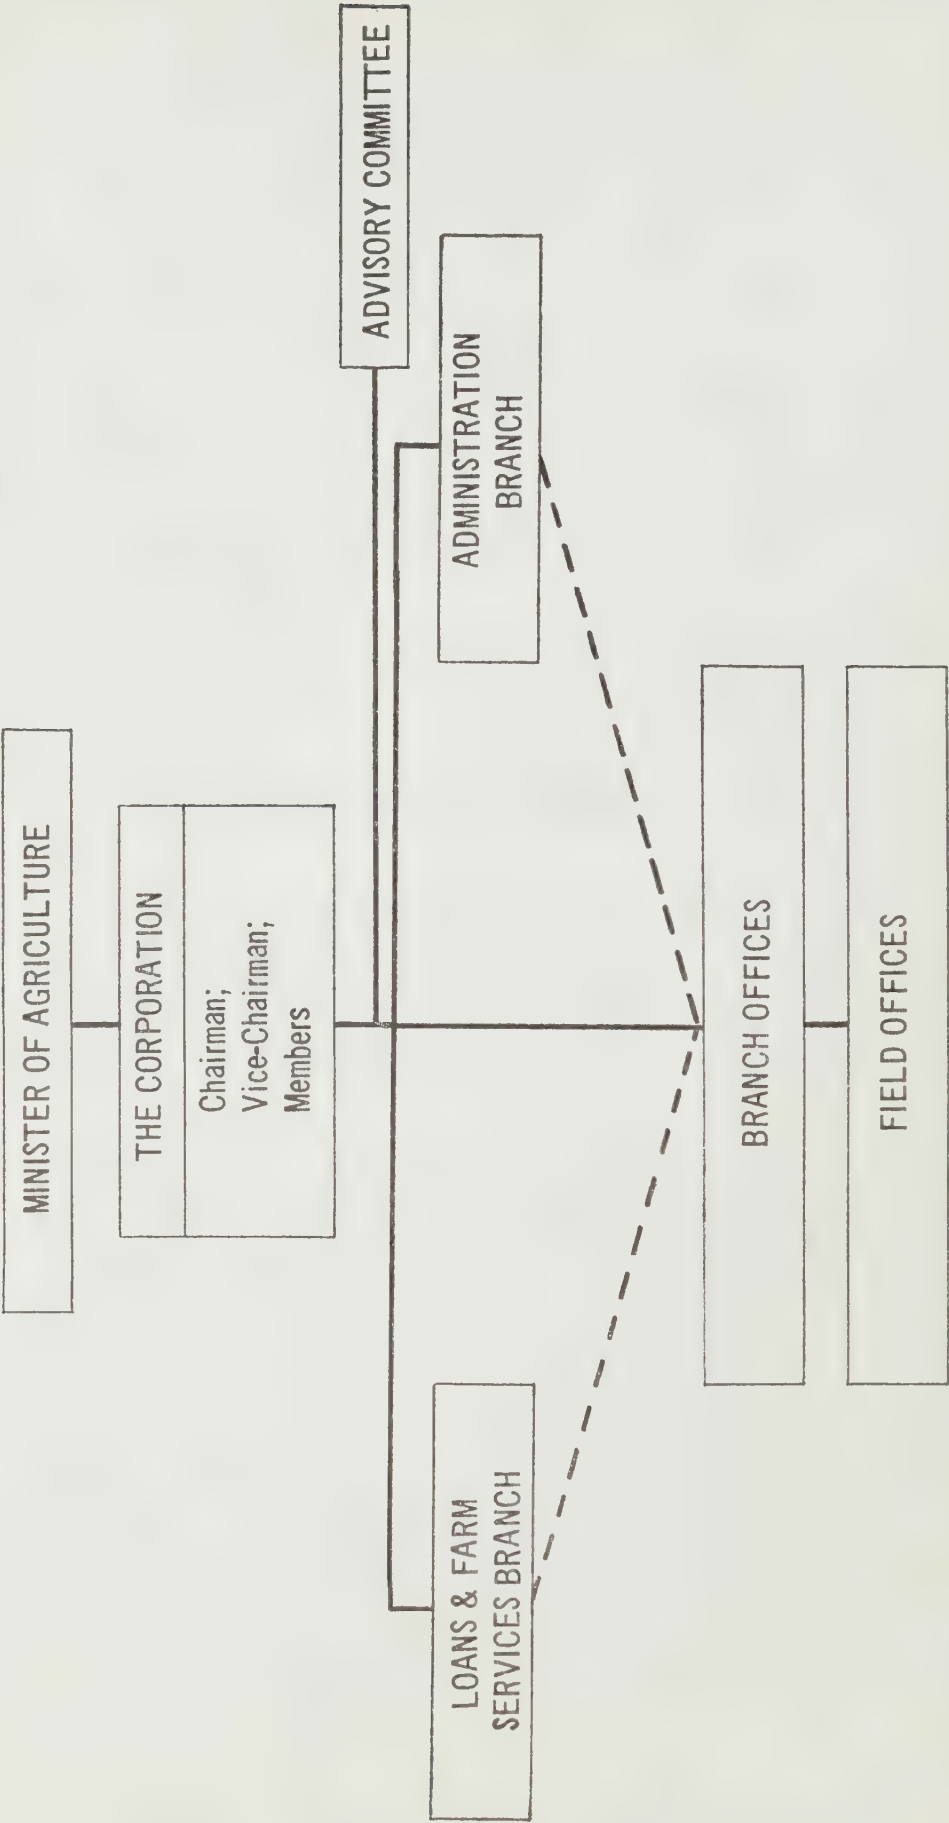 MINISTER OF AGRICULTURE
THE CORPORATION
Chairman;
Vice-Chairman;
Members
ADVISORY COMMITTEE
LOANS & FARM
SERVICES BRANCH
ADMINISTRATION
BRANCH
BRANCH OFFICES
FIELD OFFICES